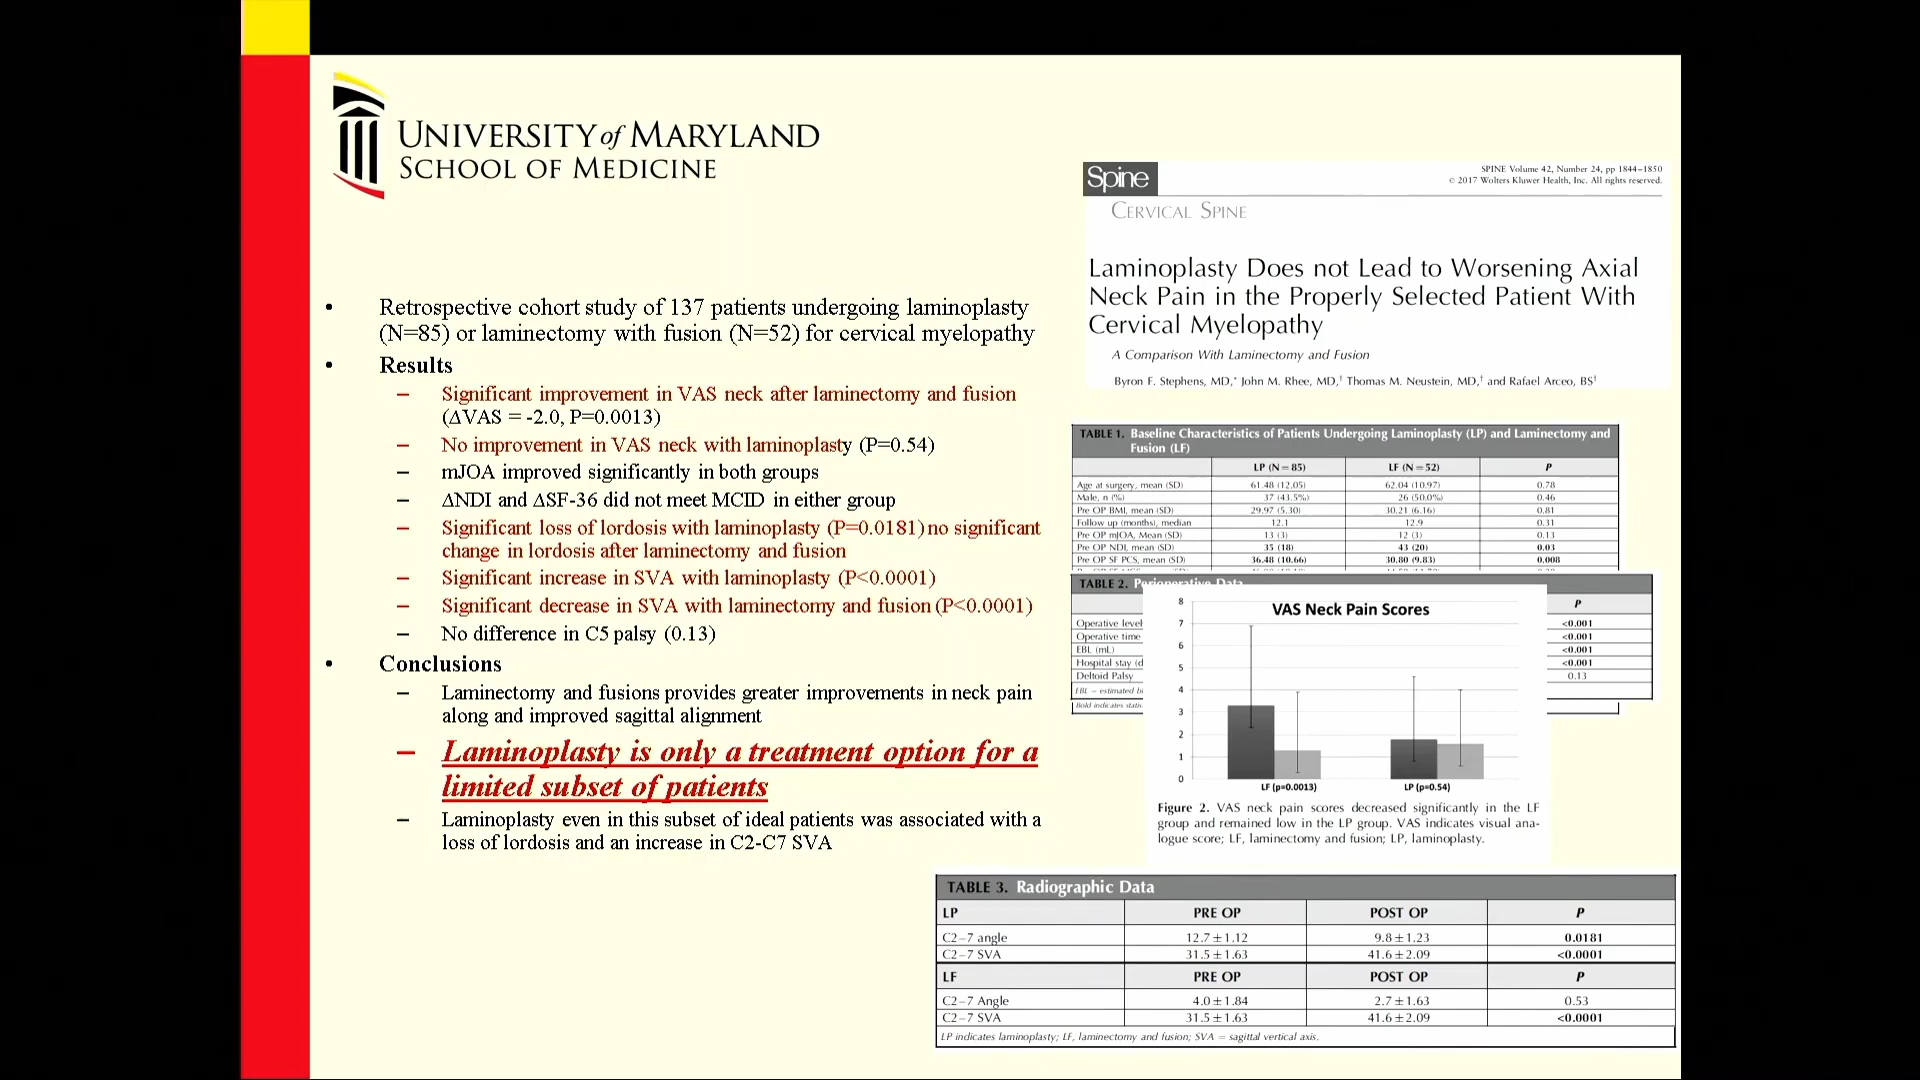 UNIVERSITY of MARYLAND
SCHOOL OF MEDICINE
• Retrospective cohort study of 137 patients undergoing laminoplasty
(N=85) or laminectomy with fusion (N=52) for cervical myelopathy
• Results
– Significant improvement in VAS neck after laminectomy and fusion
(ΔVAS = -2.0, P=0.0013)
– No improvement in VAS neck with laminoplasty (P=0.54)
– mJOA improved significantly in both groups
– ΔNDI and ΔSF-36 did not meet MCID in either group
– Significant loss of lordosis with laminoplasty (P=0.0181) no significant
change in lordosis after laminectomy and fusion
– Significant increase in SVA with laminoplasty (P<0.0001)
– Significant decrease in SVA with laminectomy and fusion (P<0.0001)
– No difference in C5 palsy (0.13)
• Conclusions
– Laminectomy and fusions provides greater improvements in neck pain
along and improved sagittal alignment
– Laminoplasty is only a treatment option for a
limited subset of patients
– Laminoplasty even in this subset of ideal patients was associated with a
loss of lordosis and an increase in C2-C7 SVA
Spine
SPINE Volume 42, Number 24, pp 1844–1850
© 2017 Wolters Kluwer Health, Inc. All rights reserved.
CERVICAL SPINE
Laminoplasty Does not Lead to Worsening Axial
Neck Pain in the Properly Selected Patient With
Cervical Myelopathy
A Comparison With Laminectomy and Fusion
Byron F. Stephens, MD,* John M. Rhee, MD,† Thomas M. Neustein, MD,† and Rafael Arceo, BS†
TABLE 1. Baseline Characteristics of Patients Undergoing Laminoplasty (LP) and Laminectomy and
Fusion (LF)
LP (N = 85) LF (N = 52) P
Age at surgery, mean (SD) 61.48 (12.05) 62.04 (10.97) 0.78
Male, n (%) 37 (43.5%) 26 (50.0%) 0.46
Pre OP BMI, mean (SD) 29.97 (5.30) 30.21 (6.16) 0.81
Follow up (months), median 12.1 12.9 0.31
Pre OP mJOA, Mean (SD) 13 (3) 12 (3) 0.13
Pre OP NDI, mean (SD) 35 (18) 43 (20) 0.03
Pre OP SF PCS, mean (SD) 36.48 (10.66) 30.80 (9.83) 0.008
TABLE 2. Perioperative Data
P
Operative level <0.001
Operative time <0.001
EBL (mL) <0.001
Hospital stay (d <0.001
Deltoid Palsy 0.13
EBL = estimated bl
Bold indicates stati
VAS Neck Pain Scores
8
7
6
5
4
3
2
1
0
LF (p=0.0013) LP (p=0.54)
Figure 2. VAS neck pain scores decreased significantly in the LF
group and remained low in the LP group. VAS indicates visual ana-
logue score; LF, laminectomy and fusion; LP, laminoplasty.
TABLE 3. Radiographic Data
LP PRE OP POST OP P
C2–7 angle 12.7 ± 1.12 9.8 ± 1.23 0.0181
C2–7 SVA 31.5 ± 1.63 41.6 ± 2.09 <0.0001
LF PRE OP POST OP P
C2–7 Angle 4.0 ± 1.84 2.7 ± 1.63 0.53
C2–7 SVA 31.5 ± 1.63 41.6 ± 2.09 <0.0001
LP indicates laminoplasty; LF, laminectomy and fusion; SVA = sagittal vertical axis.